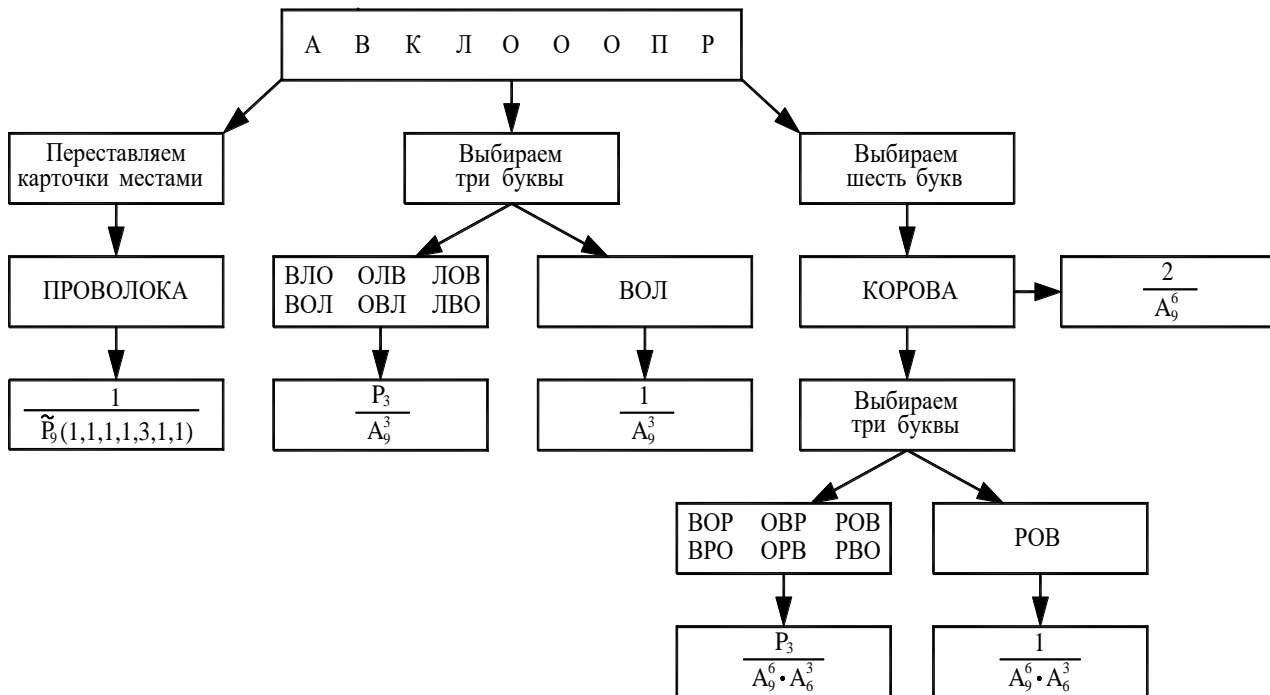 А В К Л О О О П Р
Переставляем
карточки местами
Выбираем
три буквы
Выбираем
шесть букв
ПРОВОЛОКА
ВЛО ОЛВ ЛОВ
ВОЛ ОВЛ ЛВО
ВОЛ
КОРОВА
2
A₉⁶
1
P̃₉(1,1,1,1,3,1,1)
P₃
A₉³
1
A₉³
Выбираем
три буквы
ВОР ОВР РОВ
ВРО ОРВ РВО
РОВ
P₃
A₉⁶·A₆³
1
A₉⁶·A₆³